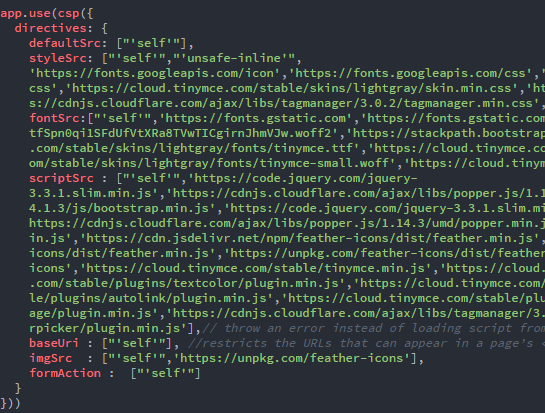 app.use(csp({
directives: {
defaultSrc: ["'self'"],
styleSrc: ["'self'","'unsafe-inline'",
'https://fonts.googleapis.com/icon','https://fonts.googleapis.com/css','
css','https://cloud.tinymce.com/stable/skins/lightgray/skin.min.css','ht
s://cdnjs.cloudflare.com/ajax/libs/tagmanager/3.0.2/tagmanager.min.css',
fontSrc:["'self'",'https://fonts.gstatic.com','https://fonts.gstatic.com
tfSpn0qi1SFdUfVtXRa8TVwTICgirnJhmVJw.woff2','https://stackpath.bootstrap
.com/stable/skins/lightgray/fonts/tinymce.ttf','https://cloud.tinymce.co
om/stable/skins/lightgray/fonts/tinymce-small.woff','https://cloud.tinym
scriptSrc : ["'self'",'https://code.jquery.com/jquery-
3.3.1.slim.min.js','https://cdnjs.cloudflare.com/ajax/libs/popper.js/1.1
4.1.3/js/bootstrap.min.js','https://code.jquery.com/jquery-3.3.1.slim.mi
https://cdnjs.cloudflare.com/ajax/libs/popper.js/1.14.3/umd/popper.min.j
in.js','https://cdn.jsdelivr.net/npm/feather-icons/dist/feather.min.js',
icons/dist/feather.min.js','https://unpkg.com/feather-icons/dist/feather
icons','https://cloud.tinymce.com/stable/tinymce.min.js','https://cloud
.com/stable/plugins/textcolor/plugin.min.js','https://cloud.tinymce.com/
le/plugins/autolink/plugin.min.js','https://cloud.tinymce.com/stable/plu
age/plugin.min.js','https://cdnjs.cloudflare.com/ajax/libs/tagmanager/3.
rpicker/plugin.min.js'],// throw an error instead of loading script from
baseUri : ["'self'"], //restricts the URLs that can appear in a page's <
imgSrc : ["'self'",'https://unpkg.com/feather-icons'],
formAction : ["'self'"]
}
}))